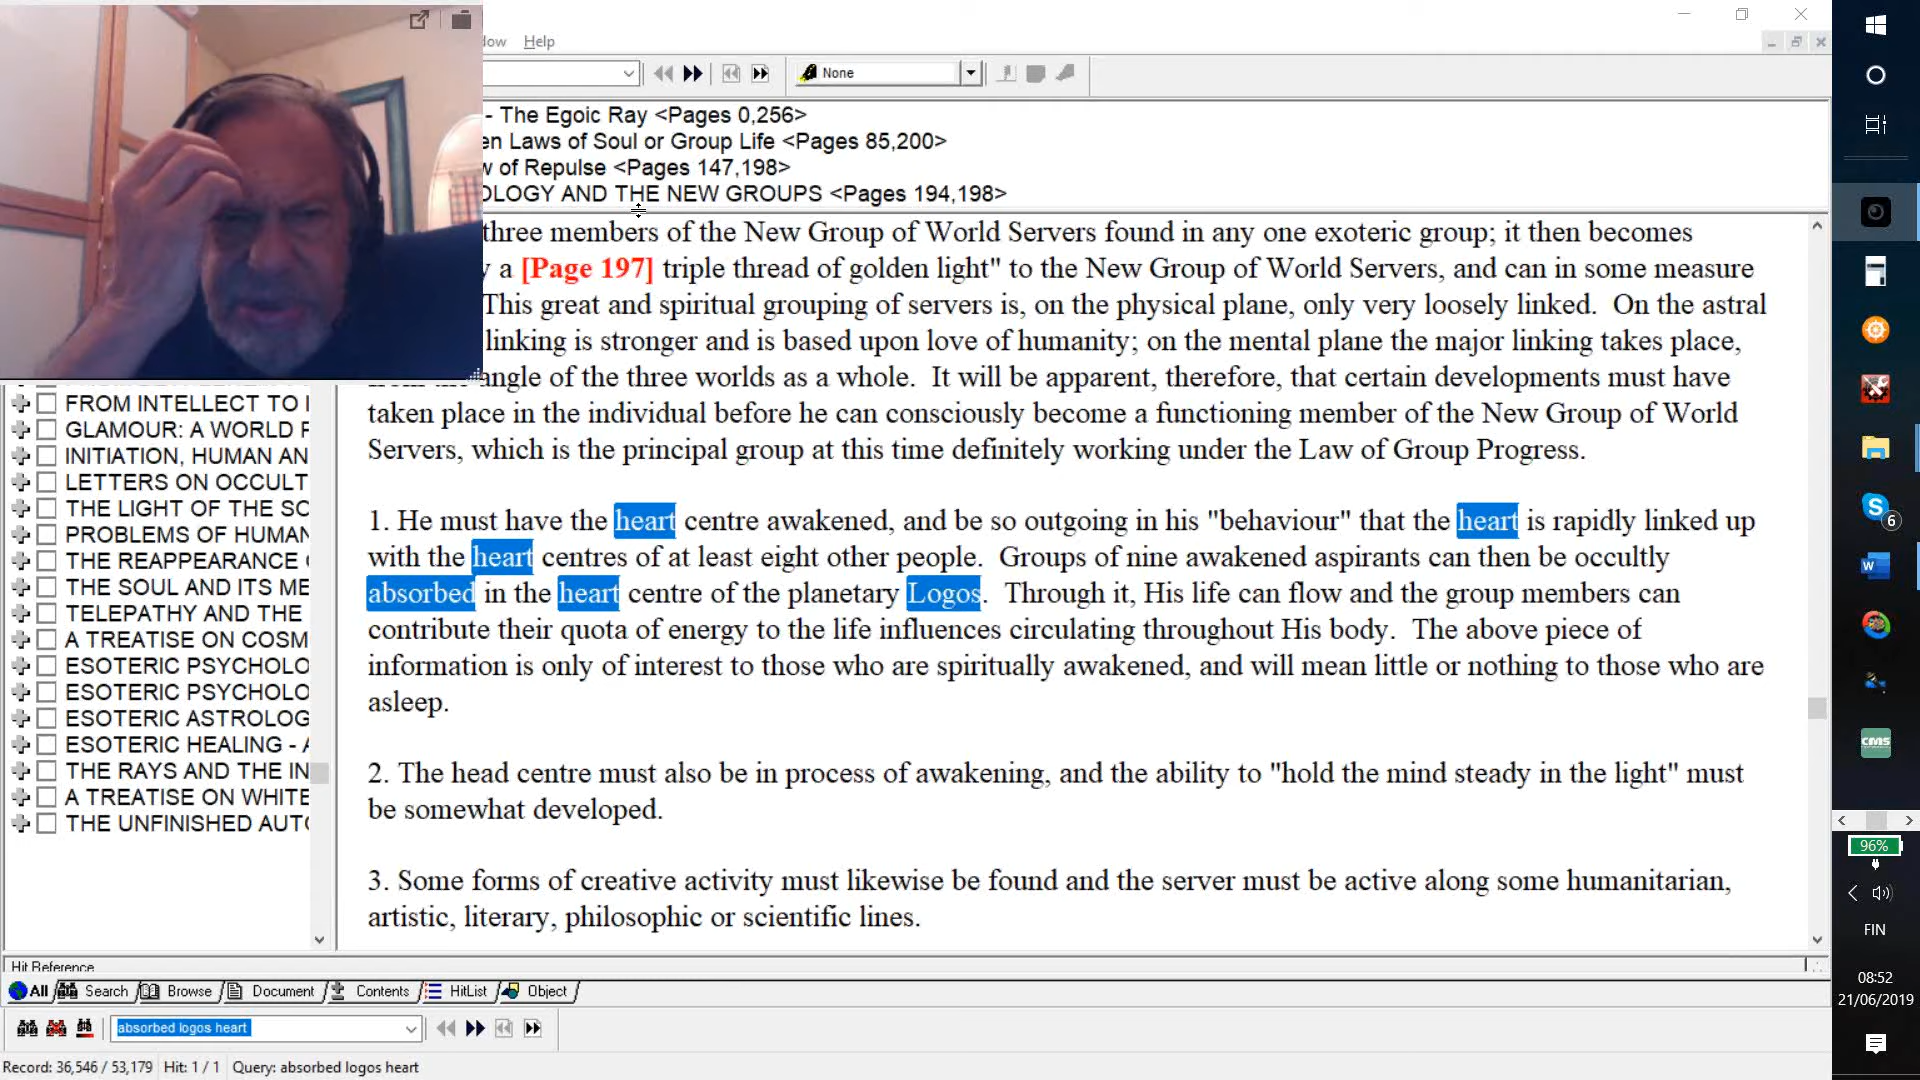 low Help
None
- The Egoic Ray <Pages 0,256>
en Laws of Soul or Group Life <Pages 85,200>
w of Repulse <Pages 147,198>
OLOGY AND THE NEW GROUPS <Pages 194,198>
three members of the New Group of World Servers found in any one exoteric group; it then becomes
y a [Page 197] triple thread of golden light" to the New Group of World Servers, and can in some measure
This great and spiritual grouping of servers is, on the physical plane, only very loosely linked. On the astral
linking is stronger and is based upon love of humanity; on the mental plane the major linking takes place,
angle of the three worlds as a whole. It will be apparent, therefore, that certain developments must have
taken place in the individual before he can consciously become a functioning member of the New Group of World
Servers, which is the principal group at this time definitely working under the Law of Group Progress.
1. He must have the heart centre awakened, and be so outgoing in his "behaviour" that the heart is rapidly linked up
with the heart centres of at least eight other people. Groups of nine awakened aspirants can then be occultly
absorbed in the heart centre of the planetary Logos. Through it, His life can flow and the group members can
contribute their quota of energy to the life influences circulating throughout His body. The above piece of
information is only of interest to those who are spiritually awakened, and will mean little or nothing to those who are
asleep.
2. The head centre must also be in process of awakening, and the ability to "hold the mind steady in the light" must
be somewhat developed.
3. Some forms of creative activity must likewise be found and the server must be active along some humanitarian,
artistic, literary, philosophic or scientific lines.
FROM INTELLECT TO I
GLAMOUR: A WORLD P
INITIATION, HUMAN AN
LETTERS ON OCCULT
THE LIGHT OF THE SO
PROBLEMS OF HUMAN
THE REAPPEARANCE
THE SOUL AND ITS ME
TELEPATHY AND THE
A TREATISE ON COSM
ESOTERIC PSYCHOLO
ESOTERIC PSYCHOLO
ESOTERIC ASTROLOG
ESOTERIC HEALING - A
THE RAYS AND THE IN
A TREATISE ON WHITE
THE UNFINISHED AUTO
Hit Reference
All Search Browse Document Contents HitList Object
absorbed logos heart
Record: 36,546 / 53,179 Hit: 1 / 1 Query: absorbed logos heart
6
W
CMS
96%
FIN
08:52
21/06/2019